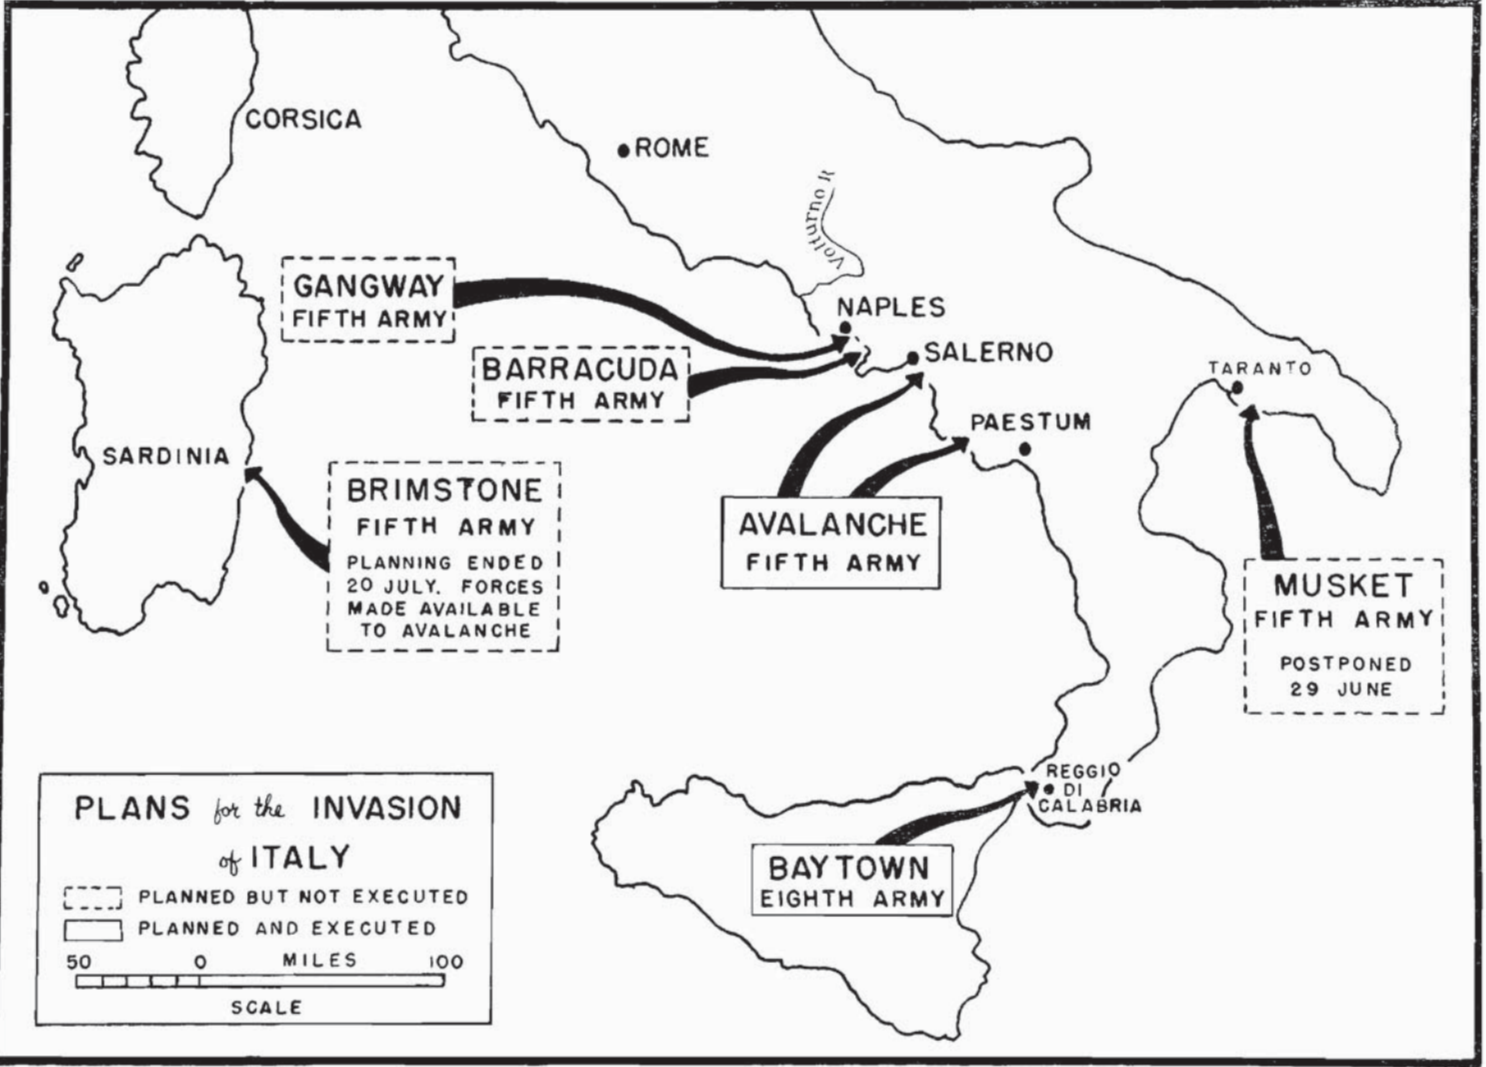 CORSICA
ROME
Volturno R
GANGWAY
FIFTH ARMY
NAPLES
BARRACUDA
FIFTH ARMY
SALERNO
TARANTO
PAESTUM
SARDINIA
BRIMSTONE
FIFTH ARMY
PLANNING ENDED
20 JULY. FORCES
MADE AVAILABLE
TO AVALANCHE
AVALANCHE
FIFTH ARMY
MUSKET
FIFTH ARMY
POSTPONED
29 JUNE
REGGIO
DI
CALABRIA
BAYTOWN
EIGHTH ARMY
PLANS for the INVASION
of ITALY
PLANNED BUT NOT EXECUTED
PLANNED AND EXECUTED
50 0 MILES 100
SCALE